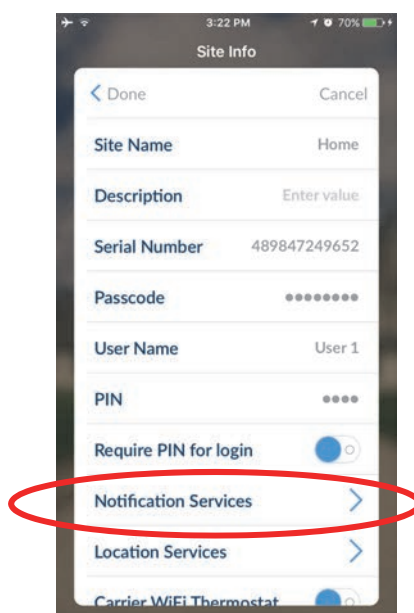 3:22 PM 70%
Site Info
Done Cancel
Site Name Home
Description Enter value
Serial Number 489847249652
Passcode ••••••••
User Name User 1
PIN ••••
Require PIN for login
Notification Services
Location Services
Carrier WiFi Thermostat